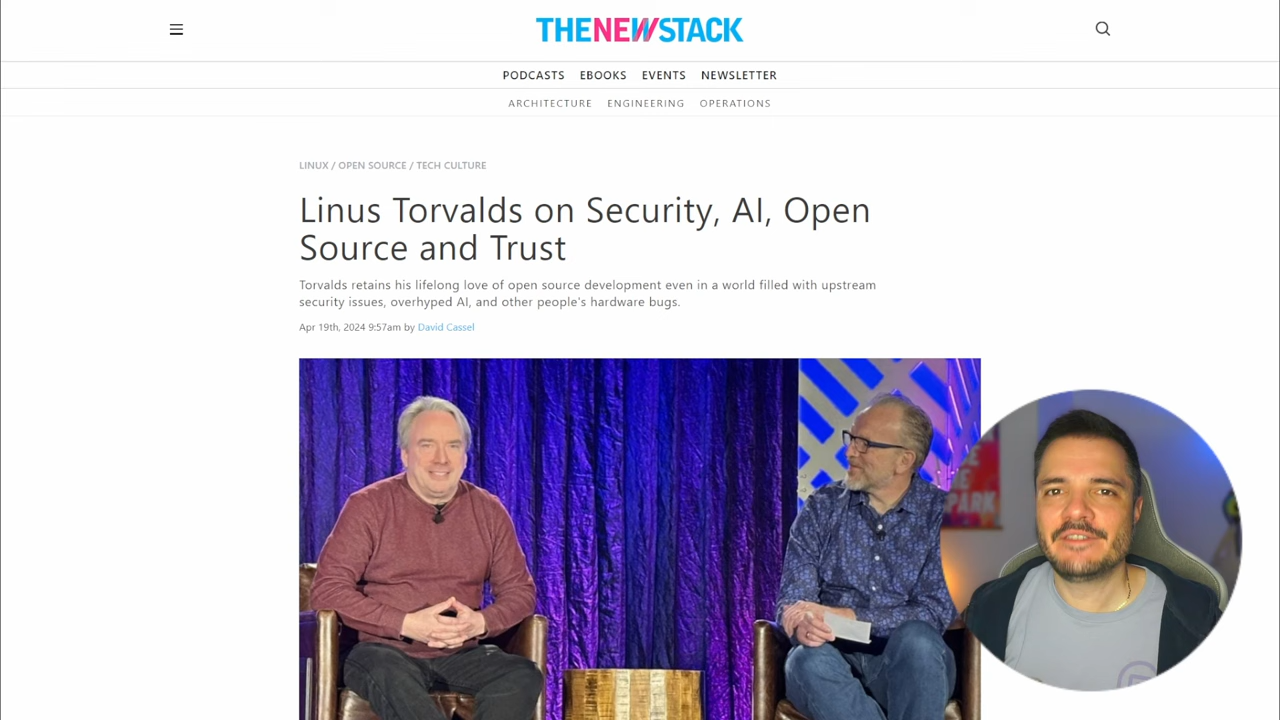 THENEWSTACK
PODCASTS EBOOKS EVENTS NEWSLETTER
ARCHITECTURE ENGINEERING OPERATIONS
LINUX / OPEN SOURCE / TECH CULTURE
Linus Torvalds on Security, AI, Open
Source and Trust
Torvalds retains his lifelong love of open source development even in a world filled with upstream
security issues, overhyped AI, and other people's hardware bugs.
Apr 19th, 2024 9:57am by David Cassel